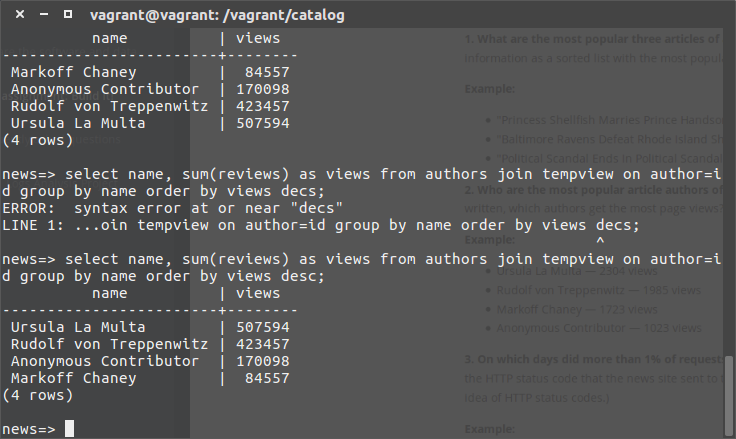 vagrant@vagrant: /vagrant/catalog
name | views
------------------------+--------
Markoff Chaney | 84557
Anonymous Contributor | 170098
Rudolf von Treppenwitz | 423457
Ursula La Multa | 507594
(4 rows)
news=> select name, sum(reviews) as views from authors join tempview on author=i
d group by name order by views decs;
ERROR: syntax error at or near "decs"
LINE 1: ...oin tempview on author=id group by name order by views decs;
^
news=> select name, sum(reviews) as views from authors join tempview on author=i
d group by name order by views desc;
name | views
------------------------+--------
Ursula La Multa | 507594
Rudolf von Treppenwitz | 423457
Anonymous Contributor | 170098
Markoff Chaney | 84557
(4 rows)
news=>
1. What are the most popular three articles of
information as a sorted list with the most popul
Example:
"Princess Shellfish Marries Prince Handso
"Baltimore Ravens Defeat Rhode Island Sh
"Political Scandal Ends In Political Scandal
2. Who are the most popular article authors of
written, which authors get the most page views?
Example:
Ursula La Multa — 2304 views
Rudolf von Treppenwitz — 1985 views
Markoff Chaney — 1723 views
Anonymous Contributor — 1023 views
3. On which days did more than 1% of request
the HTTP status code that the news site sent to
idea of HTTP status codes.)
Example: